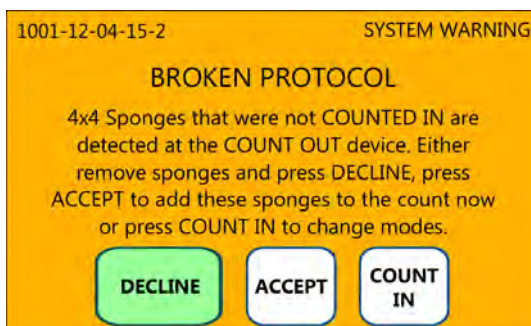 1001-12-04-15-2 SYSTEM WARNING
BROKEN PROTOCOL
4x4 Sponges that were not COUNTED IN are
detected at the COUNT OUT device. Either
remove sponges and press DECLINE, press
ACCEPT to add these sponges to the count now
or press COUNT IN to change modes.
DECLINE ACCEPT COUNT
IN